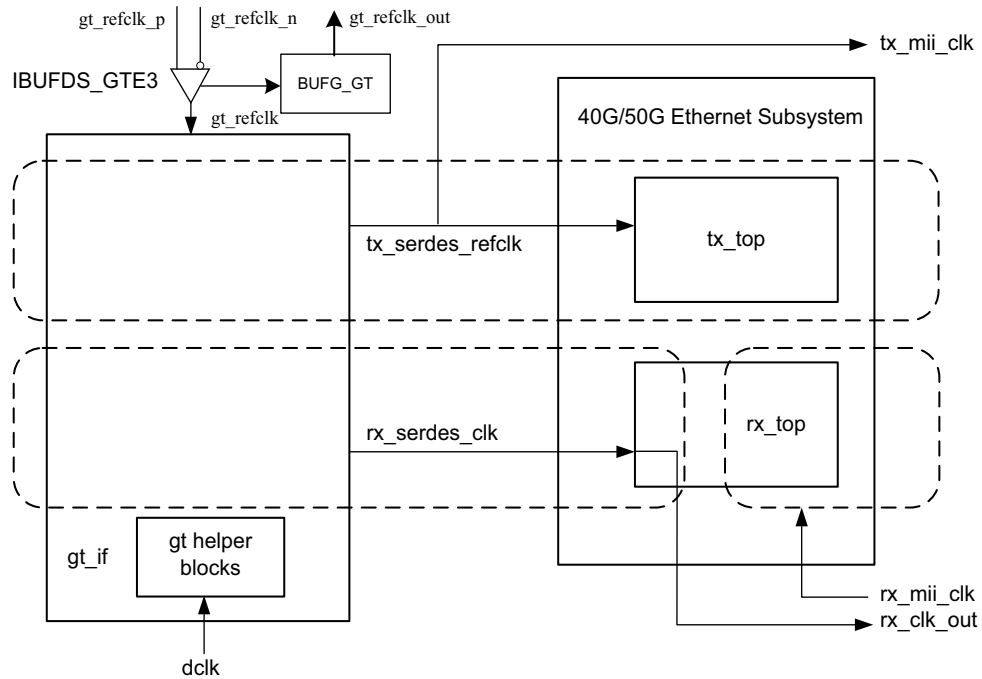 gt_refclk_p
gt_refclk_n
gt_refclk_out
tx_mii_clk
IBUFDS_GTE3
BUFG_GT
gt_refclk
40G/50G Ethernet Subsystem
tx_serdes_refclk
tx_top
rx_serdes_clk
rx_top
gt_if
gt helper
blocks
rx_mii_clk
rx_clk_out
dclk